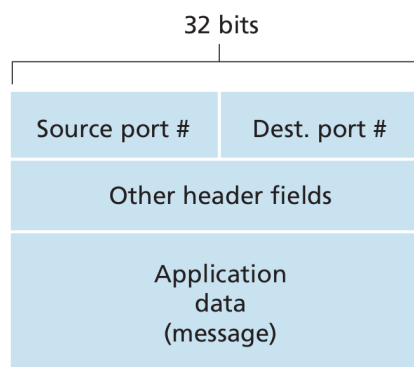 32 bits
Source port #
Dest. port #
Other header fields
Application
data
(message)